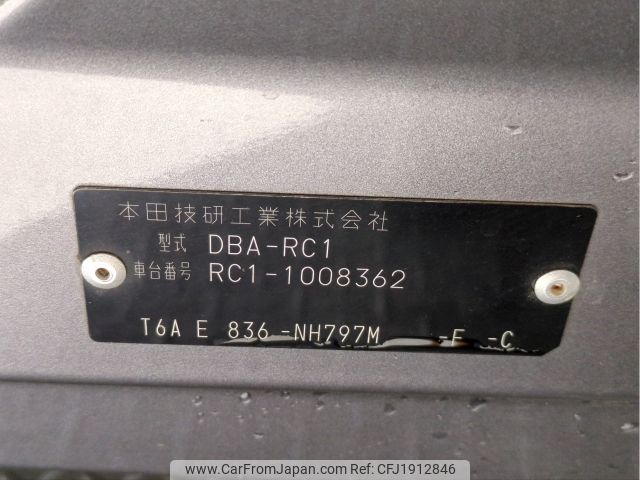 本田技研工業株式会社
型式 DBA-RC1
車台番号 RC1-1008362
T6A E 836-NH797M -F -C
www.CarFromJapan.com Ref No: CFJ1912846